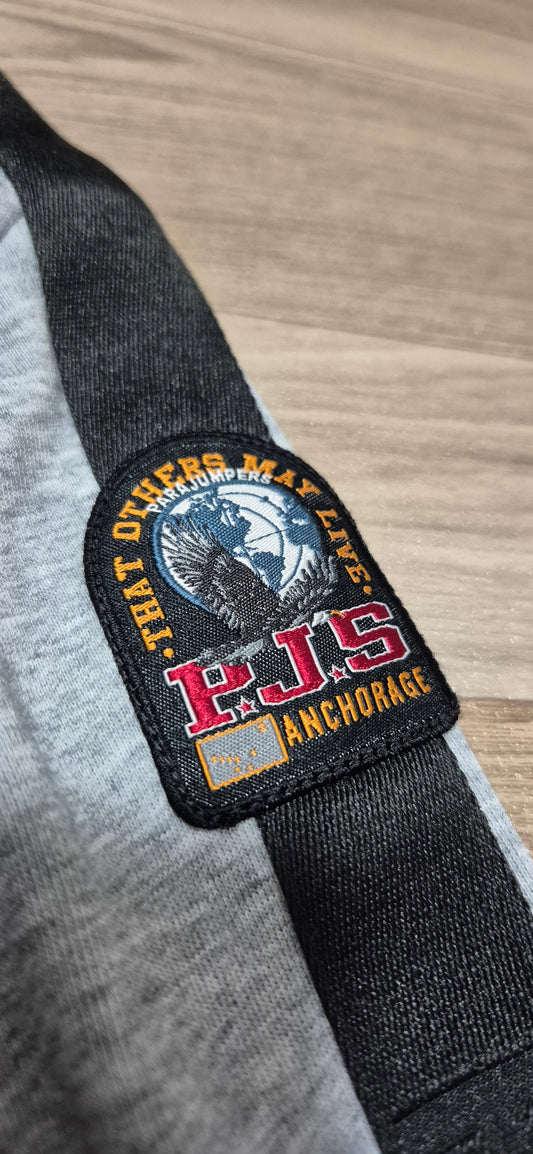 ·THAT OTHERS MAY LIVE·
PARAJUMPERS
P.J.S
ANCHORAGE